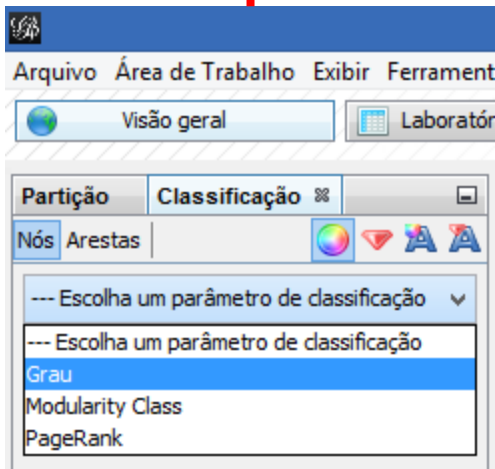 Arquivo Área de Trabalho Exibir Ferrament
Visão geral Laboratór
Partição Classificação
Nós Arestas
--- Escolha um parâmetro de classificação
--- Escolha um parâmetro de classificação
Grau
Modularity Class
PageRank